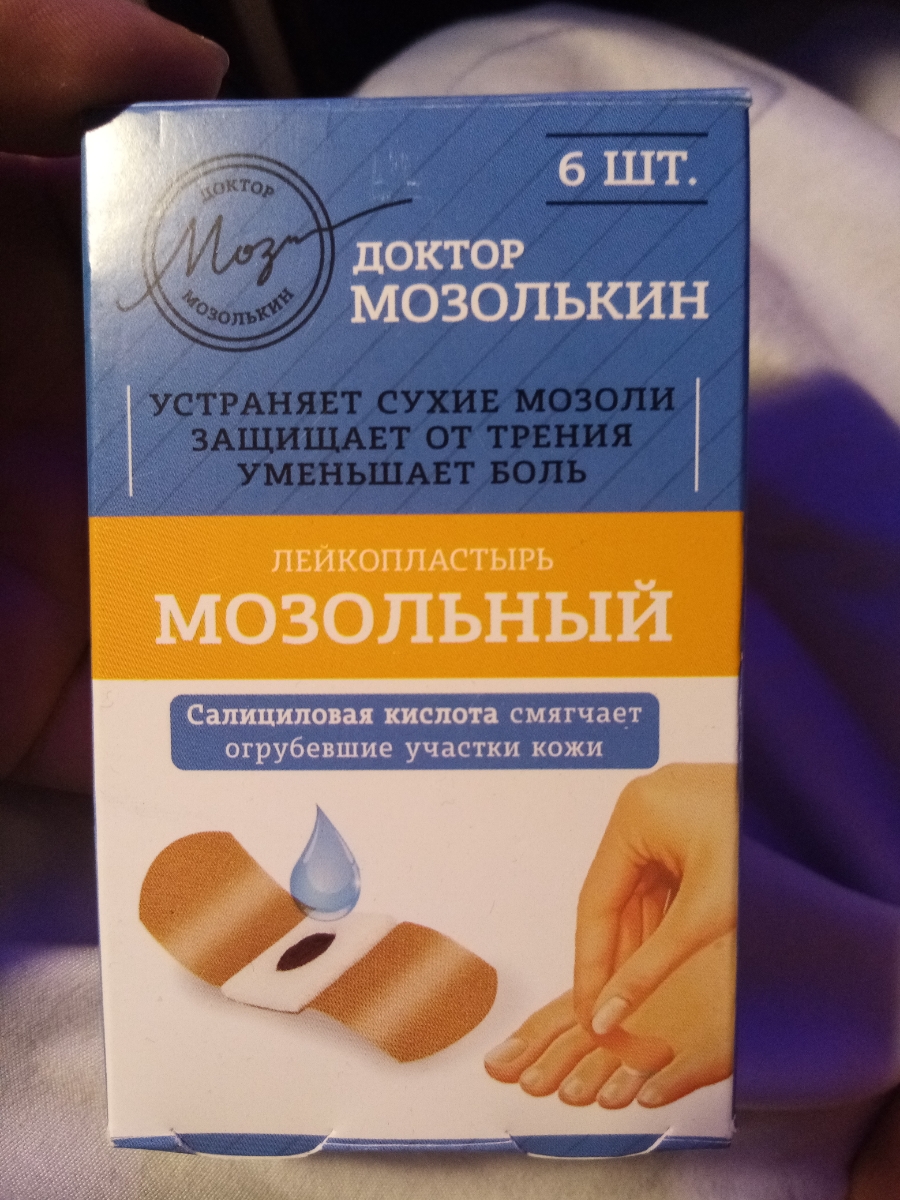 6 ШТ.
ДОКТОР
Моз
МОЗОЛЬКИН
ДОКТОР
МОЗОЛЬКИН
УСТРАНЯЕТ СУХИЕ МОЗОЛИ
ЗАЩИЩАЕТ ОТ ТРЕНИЯ
УМЕНЬШАЕТ БОЛЬ
ЛЕЙКОПЛАСТЫРЬ
МОЗОЛЬНЫЙ
Салициловая кислота смягчает
огрубевшие участки кожи